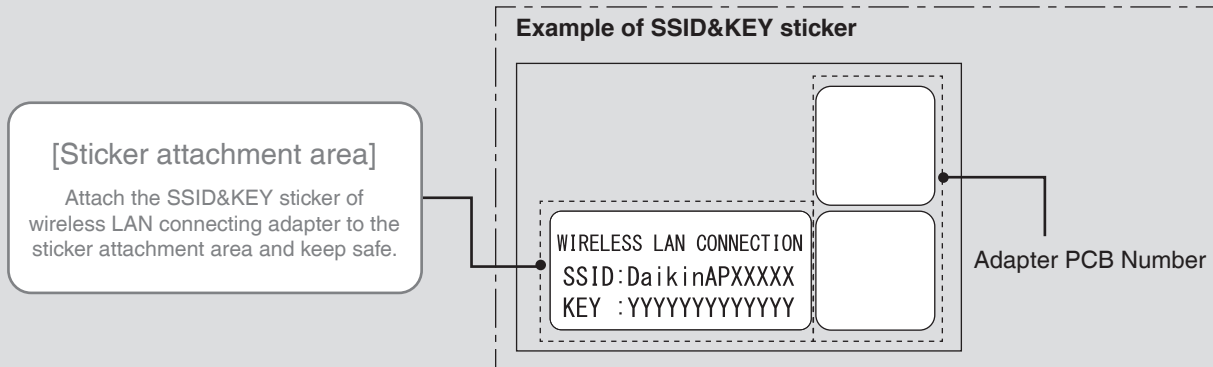 Example of SSID&KEY sticker
[Sticker attachment area]
Attach the SSID&KEY sticker of
wireless LAN connecting adapter to the
sticker attachment area and keep safe.
WIRELESS LAN CONNECTION
SSID:DaikinAPXXXXX
KEY :YYYYYYYYYYYYY
Adapter PCB Number